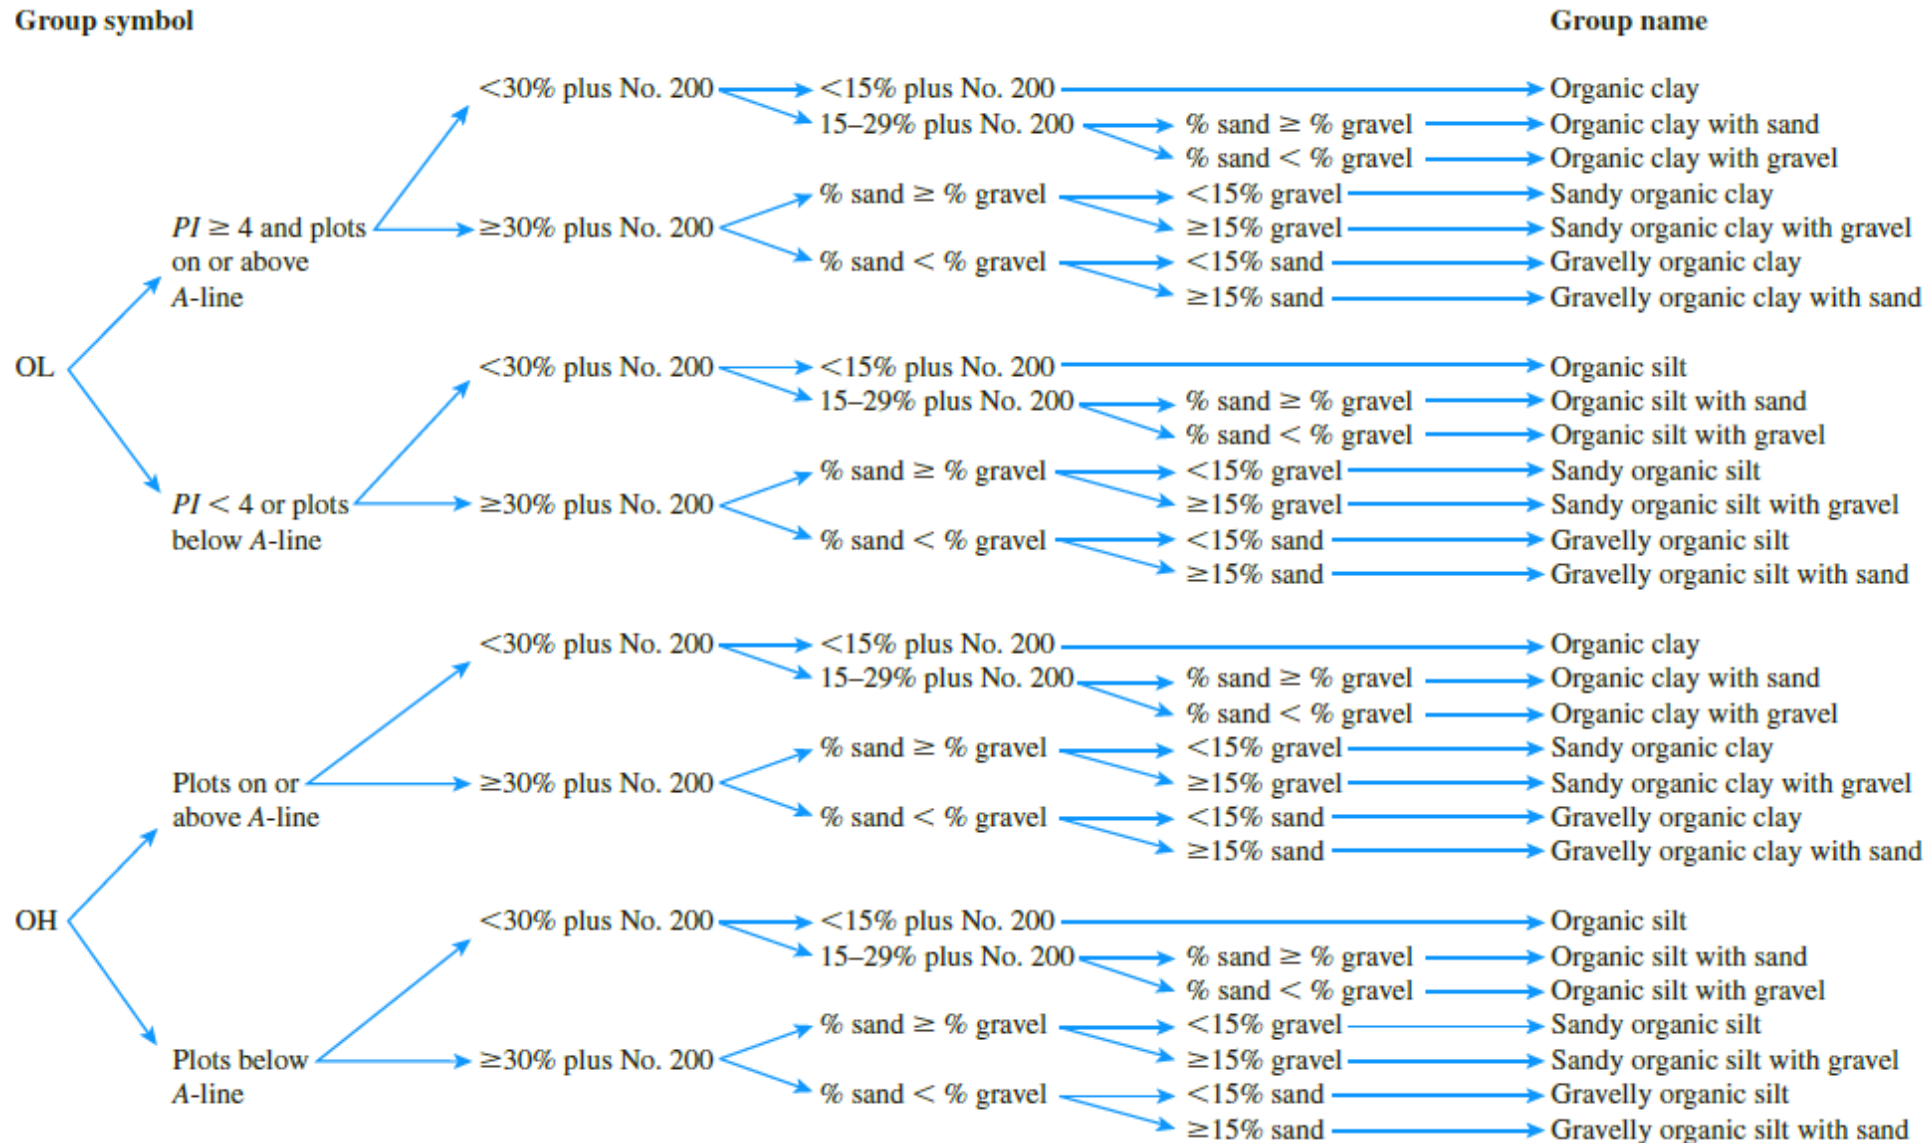 Group symbol Group name
<30% plus No. 200 <15% plus No. 200 Organic clay
15–29% plus No. 200 % sand ≥ % gravel Organic clay with sand
% sand < % gravel Organic clay with gravel
% sand ≥ % gravel <15% gravel Sandy organic clay
PI ≥ 4 and plots ≥30% plus No. 200 ≥15% gravel Sandy organic clay with gravel
on or above % sand < % gravel <15% sand Gravelly organic clay
A-line ≥15% sand Gravelly organic clay with sand
OL <30% plus No. 200 <15% plus No. 200 Organic silt
15–29% plus No. 200 % sand ≥ % gravel Organic silt with sand
% sand < % gravel Organic silt with gravel
% sand ≥ % gravel <15% gravel Sandy organic silt
PI < 4 or plots ≥30% plus No. 200 ≥15% gravel Sandy organic silt with gravel
below A-line % sand < % gravel <15% sand Gravelly organic silt
≥15% sand Gravelly organic silt with sand
<30% plus No. 200 <15% plus No. 200 Organic clay
15–29% plus No. 200 % sand ≥ % gravel Organic clay with sand
% sand < % gravel Organic clay with gravel
% sand ≥ % gravel <15% gravel Sandy organic clay
Plots on or ≥30% plus No. 200 ≥15% gravel Sandy organic clay with gravel
above A-line % sand < % gravel <15% sand Gravelly organic clay
≥15% sand Gravelly organic clay with sand
OH <30% plus No. 200 <15% plus No. 200 Organic silt
15–29% plus No. 200 % sand ≥ % gravel Organic silt with sand
% sand < % gravel Organic silt with gravel
% sand ≥ % gravel <15% gravel Sandy organic silt
Plots below ≥30% plus No. 200 ≥15% gravel Sandy organic silt with gravel
A-line % sand < % gravel <15% sand Gravelly organic silt
≥15% sand Gravelly organic silt with sand